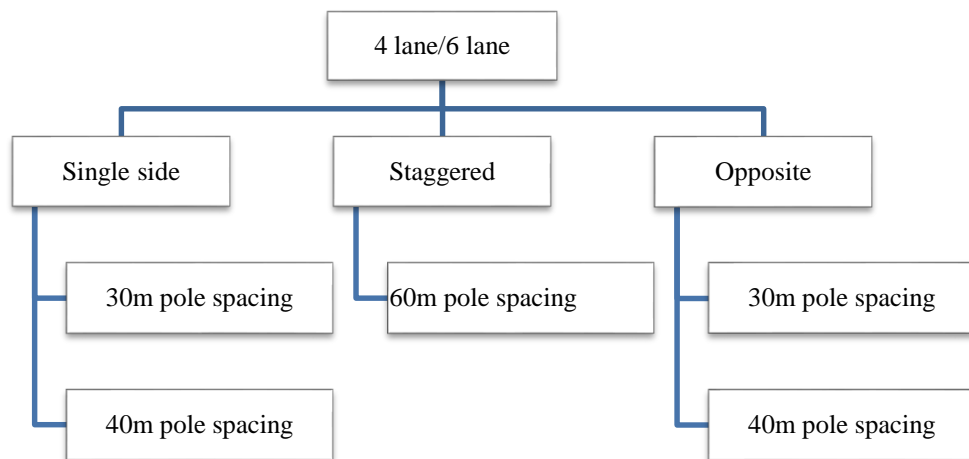 4 lane/6 lane
Single side
Staggered
Opposite
30m pole spacing
60m pole spacing
30m pole spacing
40m pole spacing
40m pole spacing